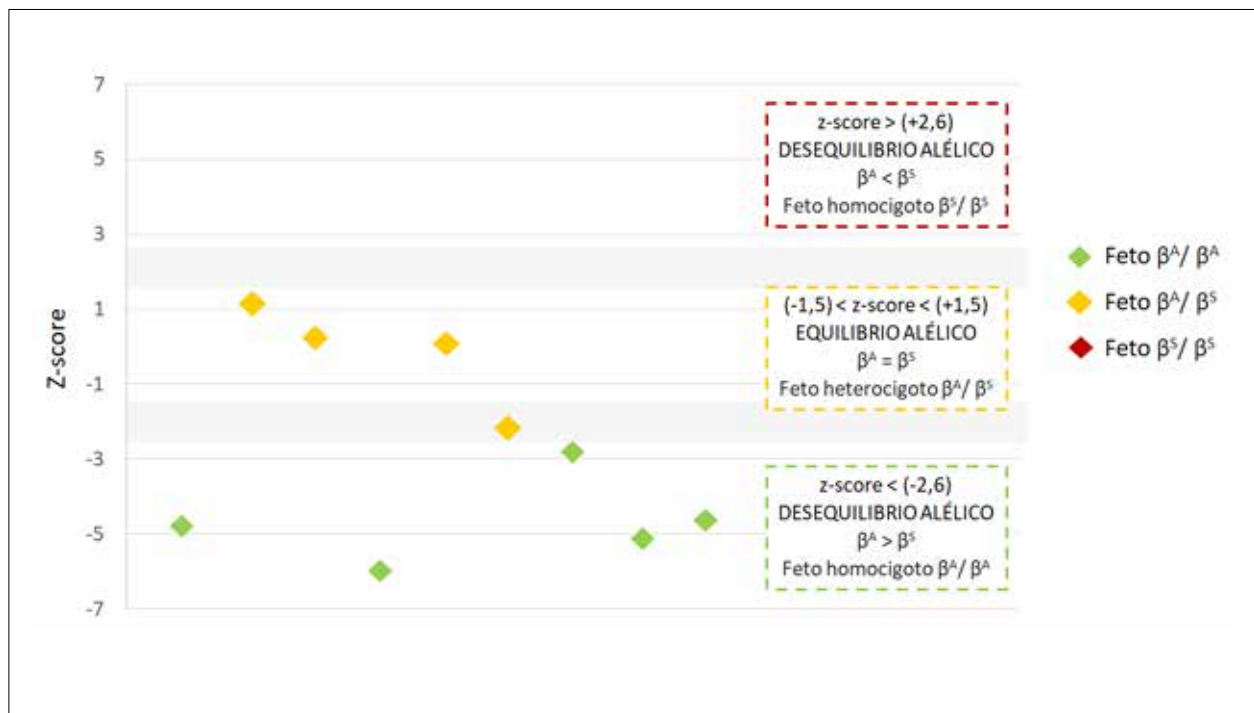 7
5
3
1
-1
-3
-5
-7
Z-score
z-score > (+2,6)
DESEQUILIBRIO ALÉLICO
βᴬ < βˢ
Feto homocigoto βˢ/ βˢ
(-1,5) < z-score < (+1,5)
EQUILIBRIO ALÉLICO
βᴬ = βˢ
Feto heterocigoto βᴬ/ βˢ
z-score < (-2,6)
DESEQUILIBRIO ALÉLICO
βᴬ > βˢ
Feto homocigoto βᴬ/ βᴬ
Feto βᴬ/ βᴬ
Feto βᴬ/ βˢ
Feto βˢ/ βˢ